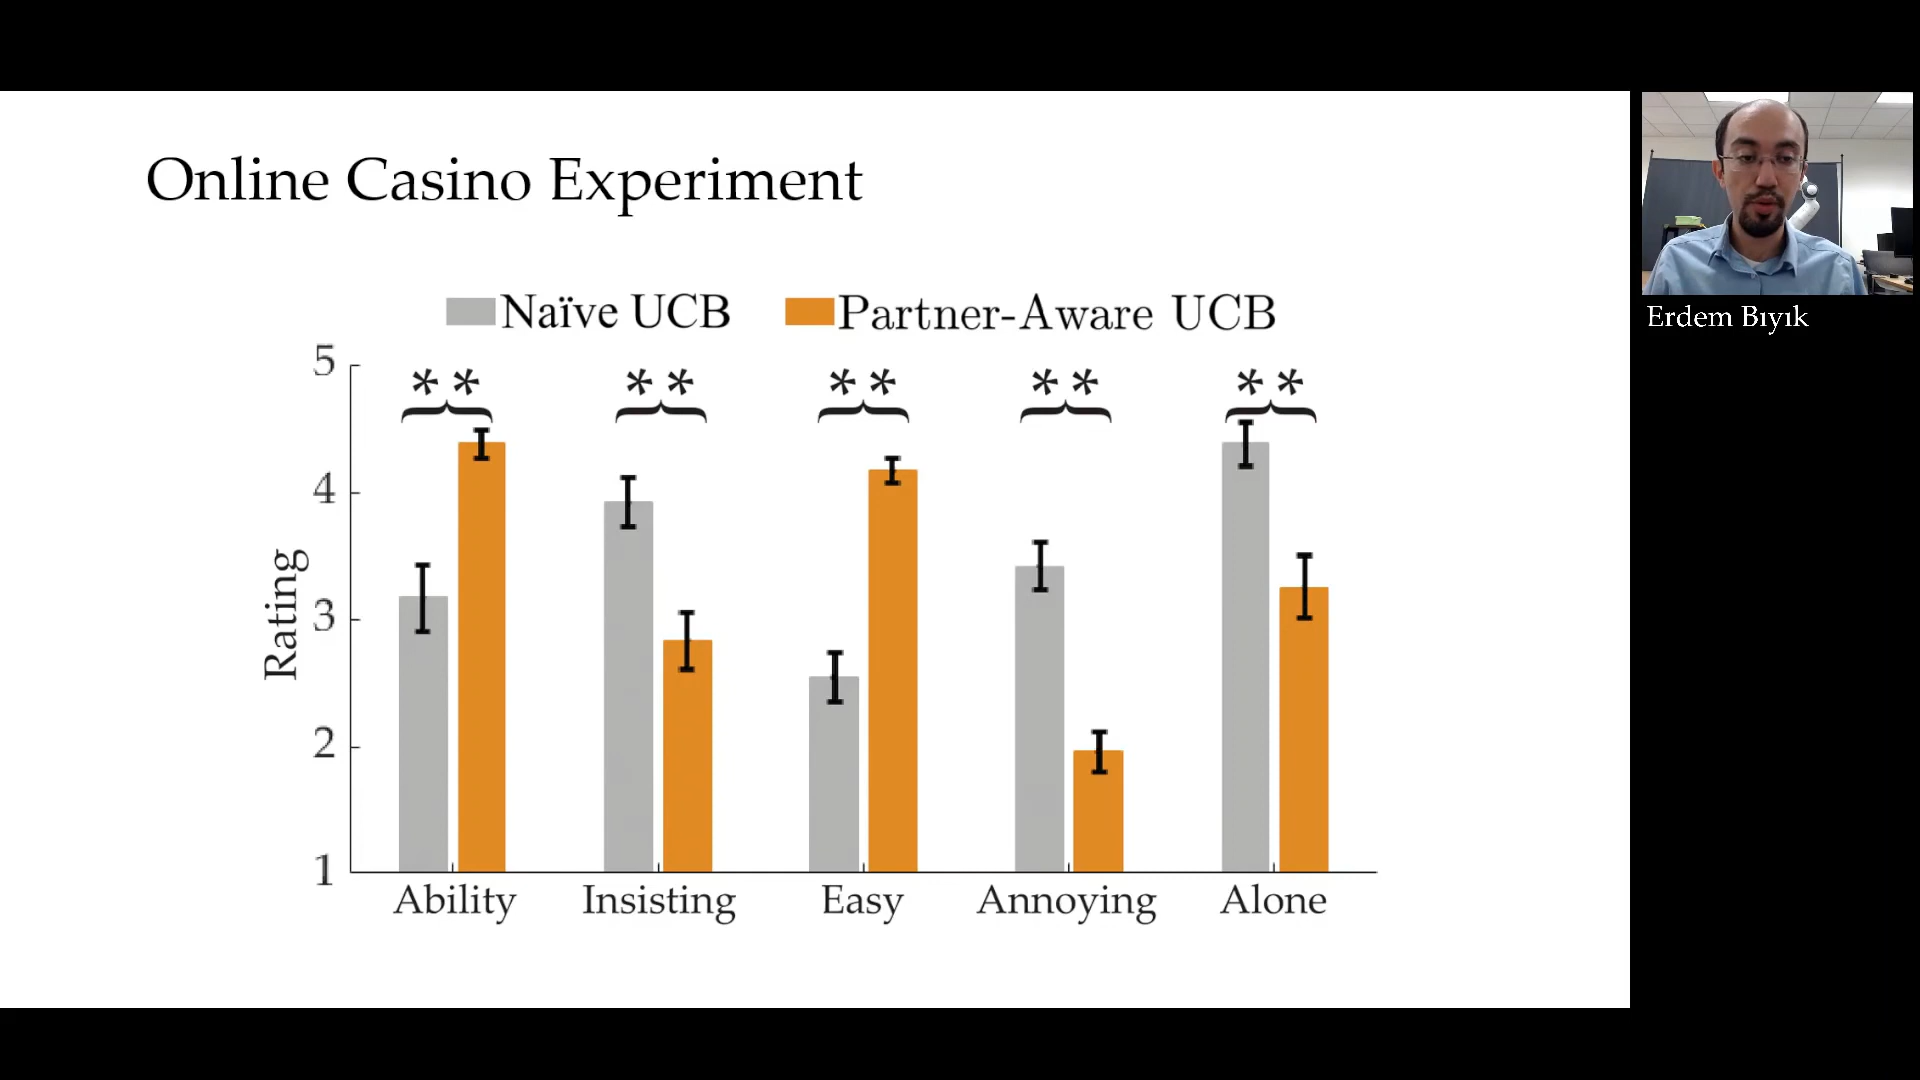 Online Casino Experiment
Naïve UCB
Partner-Aware UCB
5
4
3
2
1
Rating
**
**
**
**
**
Ability
Insisting
Easy
Annoying
Alone
Erdem Bıyık